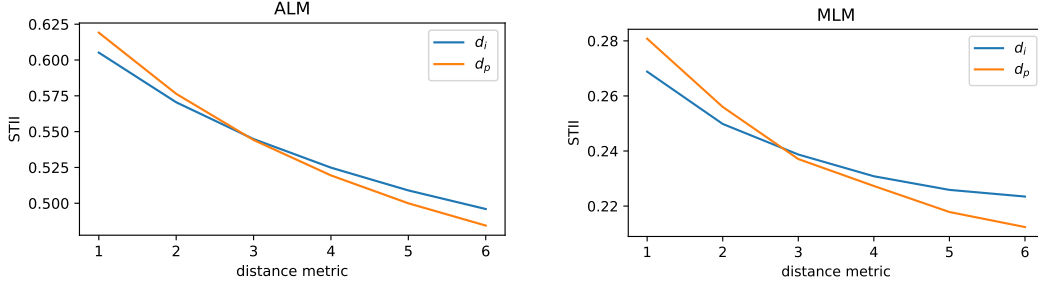 ALM
STII
0.625
0.600
0.575
0.550
0.525
0.500
1 2 3 4 5 6
distance metric
d_i
d_p
MLM
STII
0.28
0.26
0.24
0.22
1 2 3 4 5 6
distance metric
d_i
d_p